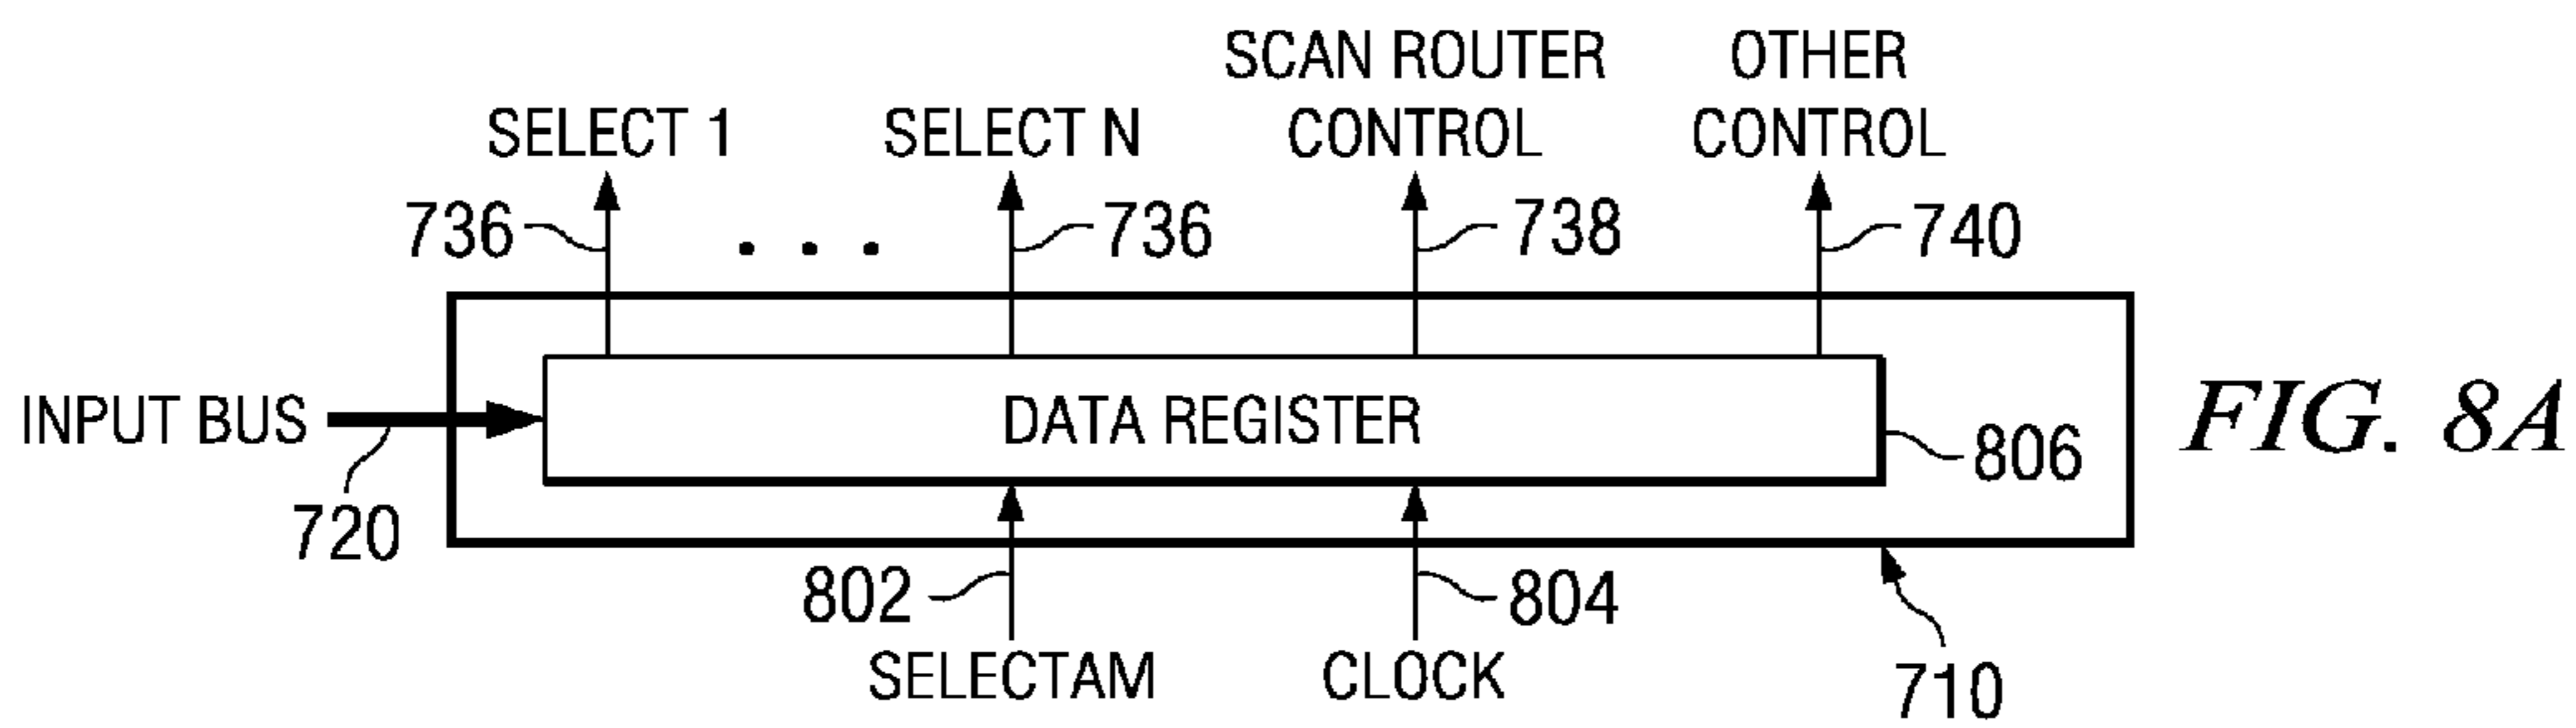 SELECT 1
SELECT N
SCAN ROUTER
CONTROL
OTHER
CONTROL
736
. . .
736
738
740
INPUT BUS
DATA REGISTER
806
FIG. 8A
720
802
804
SELECTAM
CLOCK
710